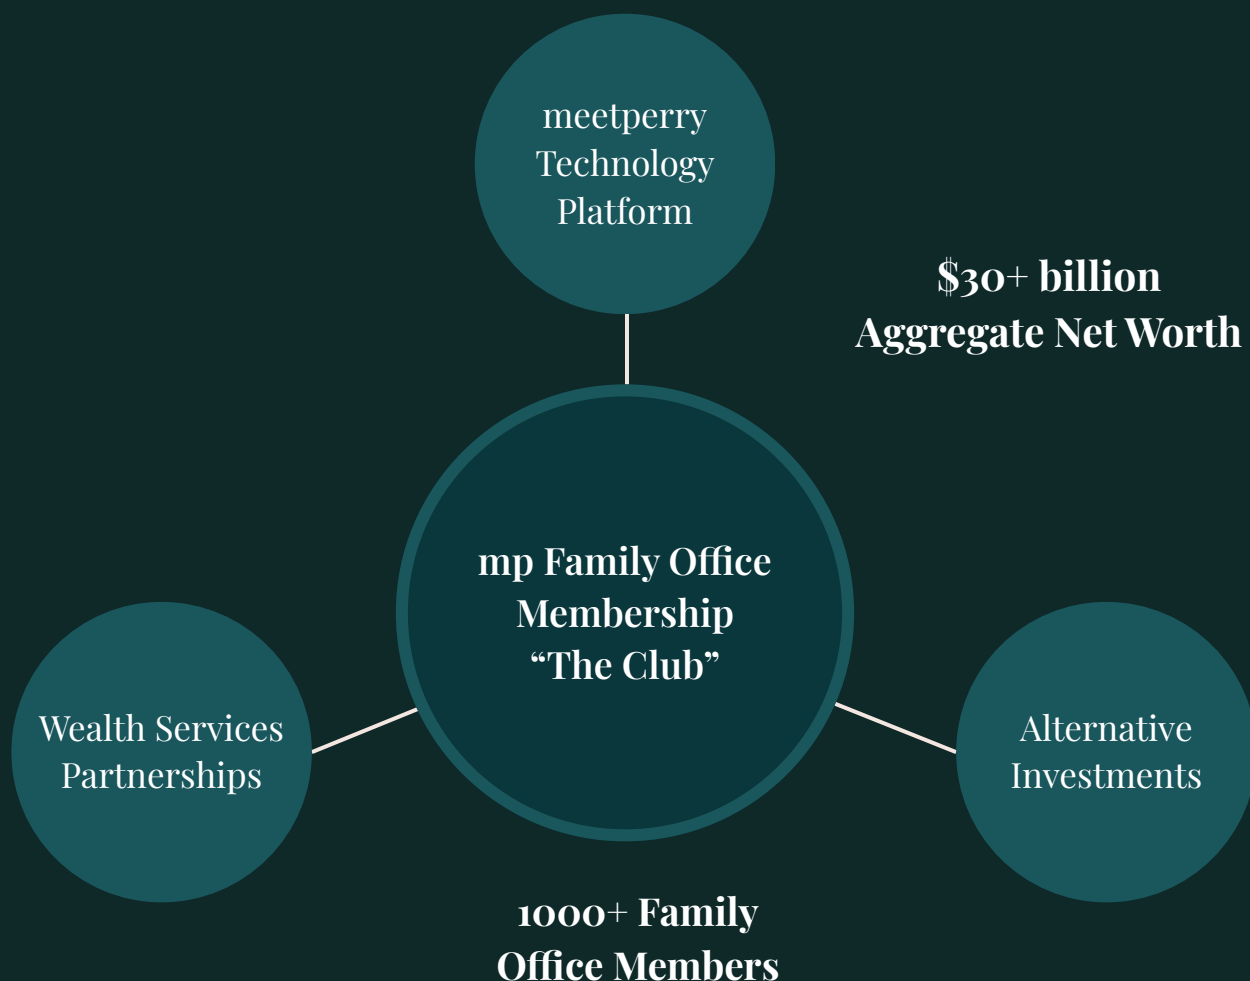 meetperry
Technology
Platform
$30+ billion
Aggregate Net Worth
mp Family Office
Membership
“The Club”
Wealth Services
Partnerships
Alternative
Investments
1000+ Family
Office Members